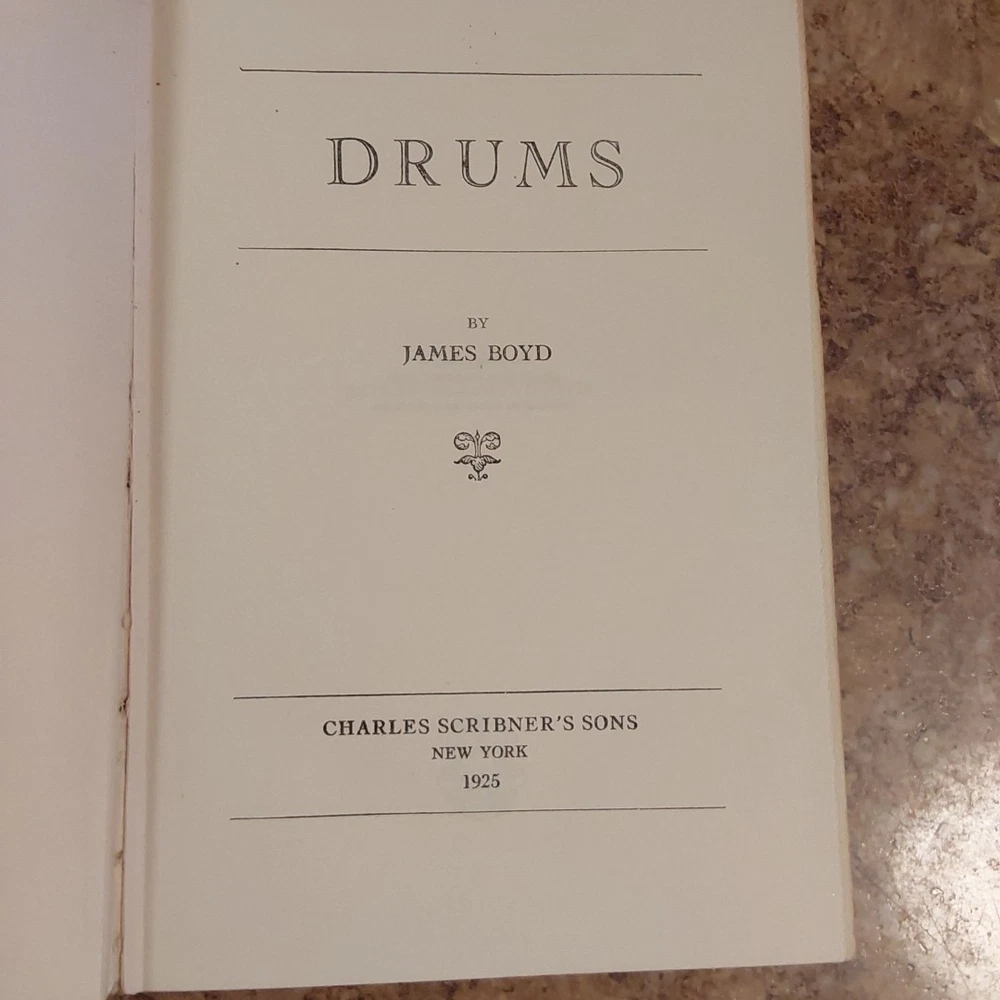 DRUMS
BY
JAMES BOYD
CHARLES SCRIBNER'S SONS
NEW YORK
1925